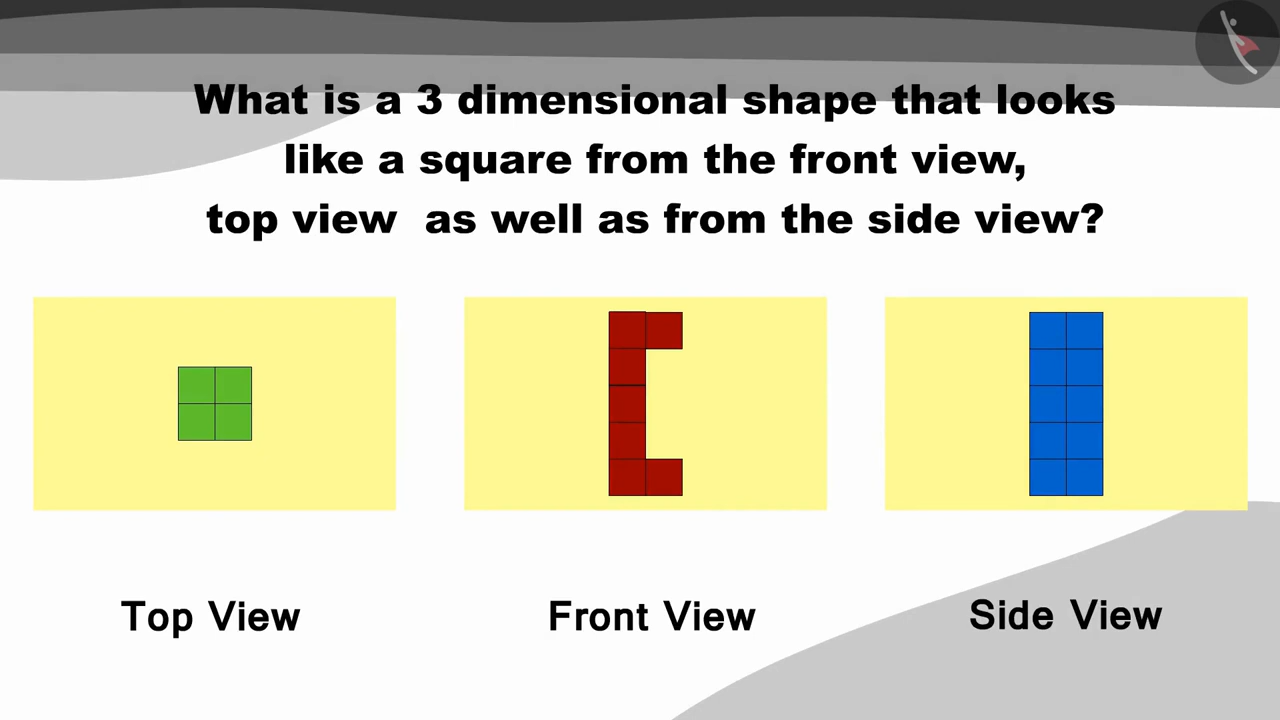 What is a 3 dimensional shape that looks
like a square from the front view,
top view as well as from the side view?
Top View
Front View
Side View